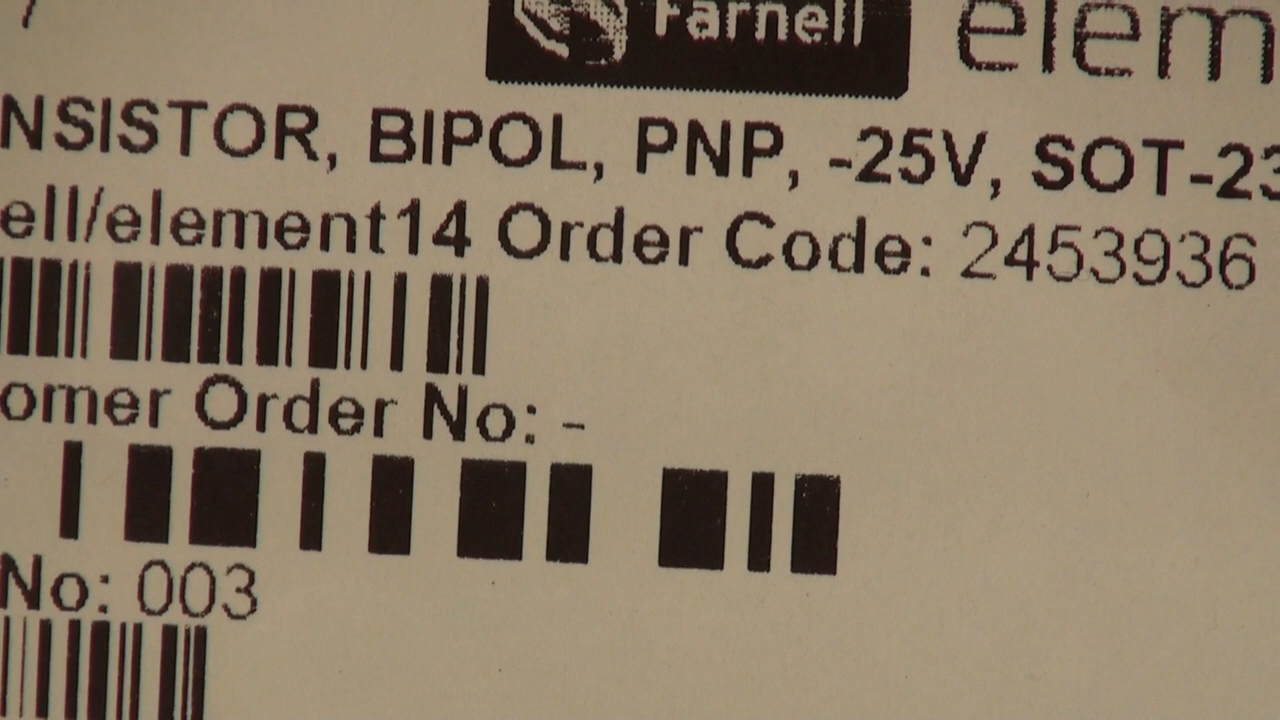 Farnell elem
NSISTOR, BIPOL, PNP, -25V, SOT-23
ell/element14 Order Code: 2453936
omer Order No: -
No: 003